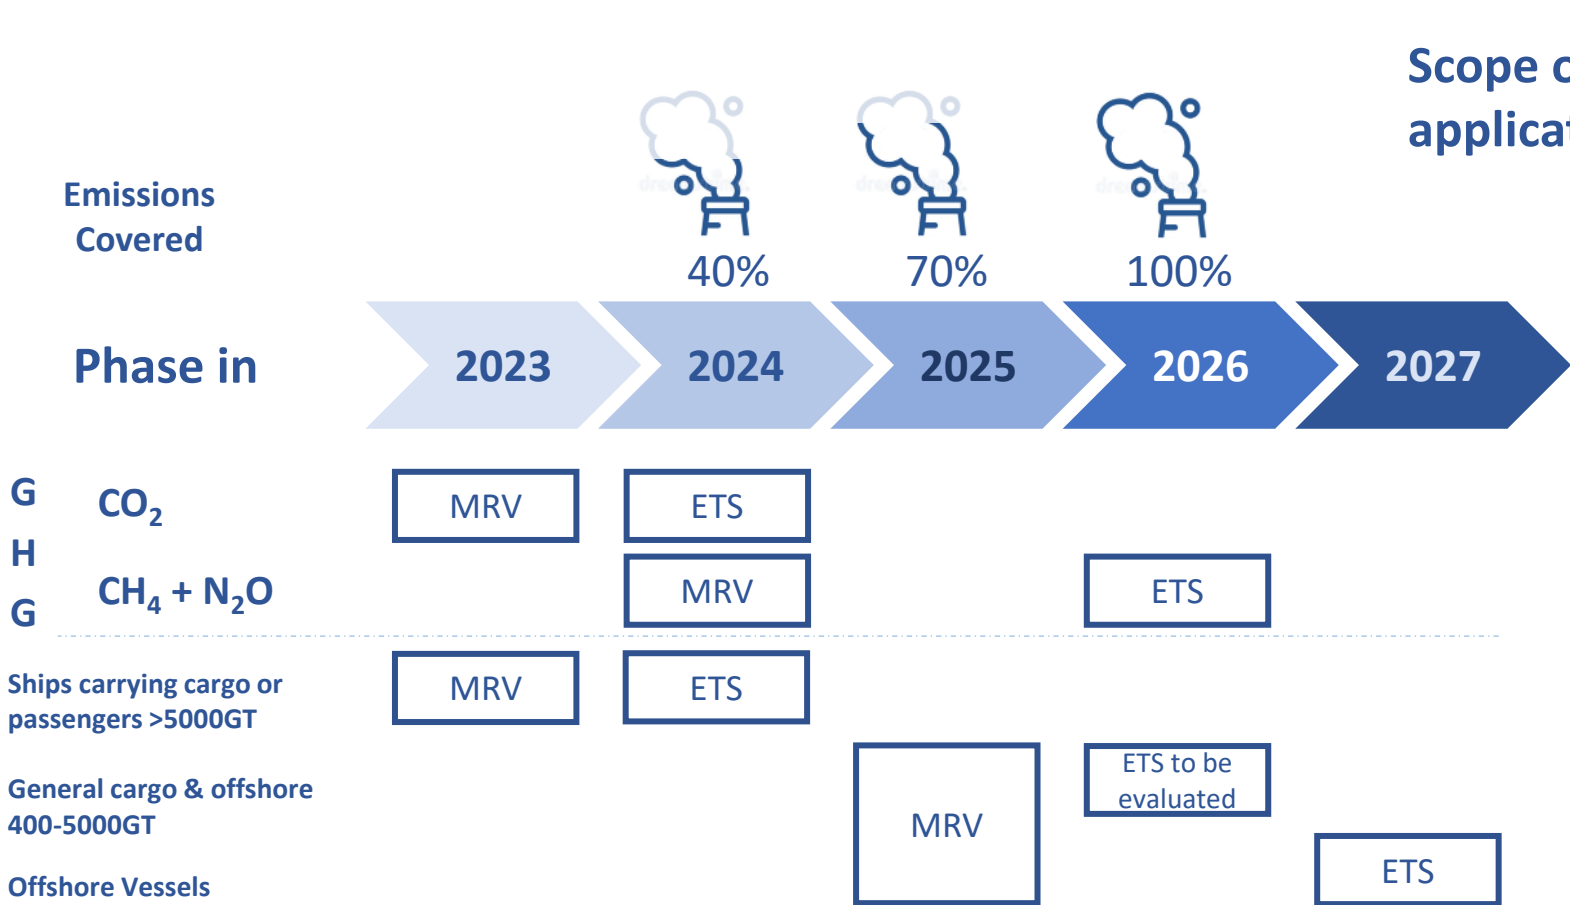 Scope o
applicat
Emissions
Covered
40% 70% 100%
Phase in 2023 2024 2025 2026 2027
G
H
G
CO2 MRV ETS
CH4 + N2O MRV ETS
Ships carrying cargo or
passengers >5000GT
MRV ETS
General cargo & offshore
400-5000GT
MRV
ETS to be
evaluated
Offshore Vessels
ETS